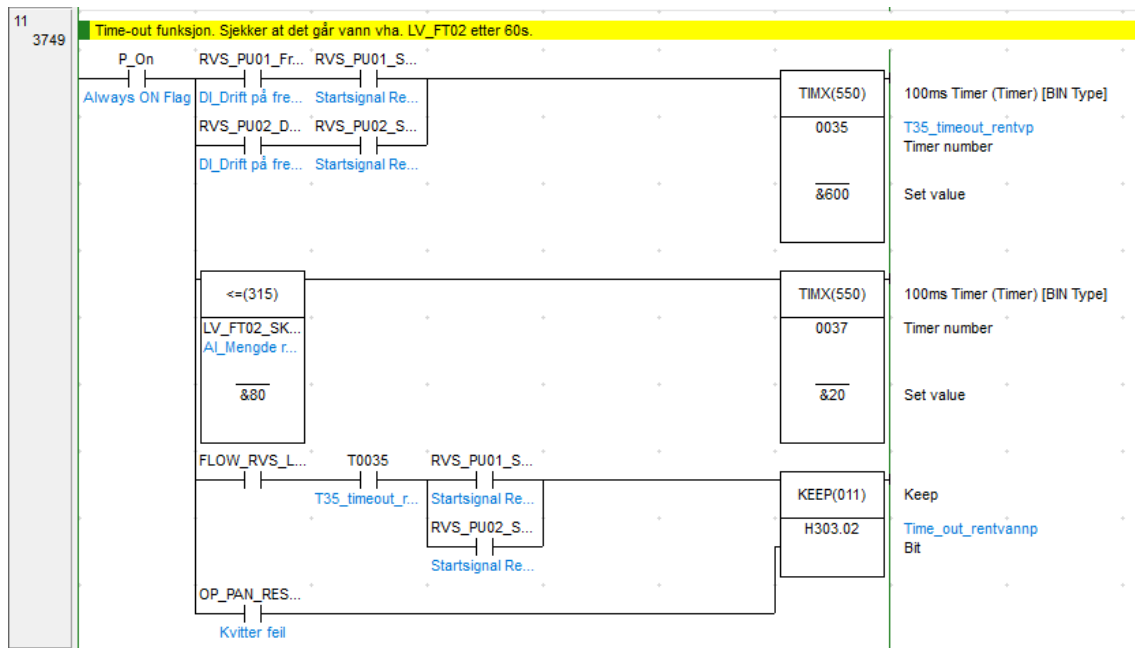 11
3749
Time-out funksjon. Sjekker at det går vann vha. LV_FT02 etter 60s.
P_On RVS_PU01_Fr... RVS_PU01_S...
Always ON Flag DI_Drift på fre... Startsignal Re...
TIMX(550) 100ms Timer (Timer) [BIN Type]
RVS_PU02_D... RVS_PU02_S...
0035 T35_timeout_rentvp
Timer number
DI_Drift på fre... Startsignal Re...
&600 Set value
<=(315) TIMX(550) 100ms Timer (Timer) [BIN Type]
LV_FT02_SK... 0037 Timer number
AI_Mengde r...
&80 &20 Set value
FLOW_RVS_L... T0035 RVS_PU01_S...
T35_timeout_r... Startsignal Re...
KEEP(011) Keep
RVS_PU02_S... H303.02 Time_out_rentvannp
Bit
Startsignal Re...
OP_PAN_RES...
Kvitter feil